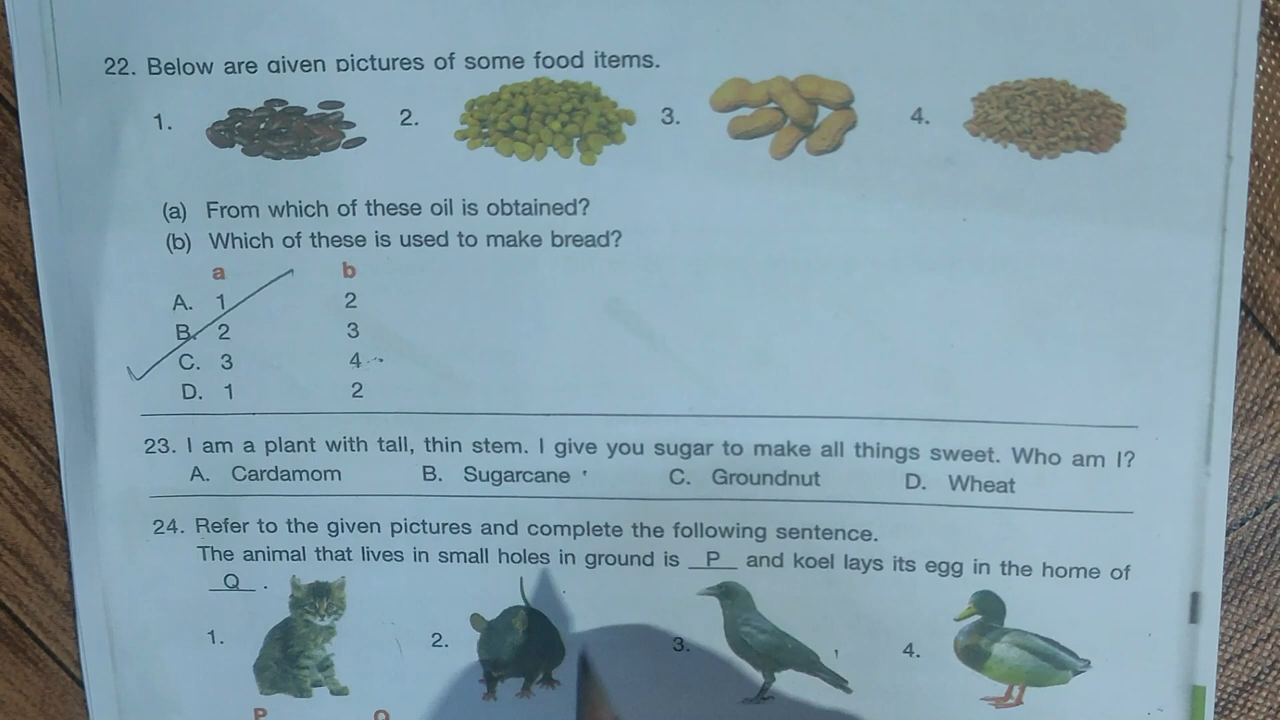 22. Below are given pictures of some food items.
1. 2. 3. 4.
(a) From which of these oil is obtained?
(b) Which of these is used to make bread?
a b
A. 1 2
B. 2 3
C. 3 4
D. 1 2
23. I am a plant with tall, thin stem. I give you sugar to make all things sweet. Who am I?
A. Cardamom B. Sugarcane C. Groundnut D. Wheat
24. Refer to the given pictures and complete the following sentence.
The animal that lives in small holes in ground is __P__ and koel lays its egg in the home of
__Q__ .
1. 2. 3. 4.
P Q